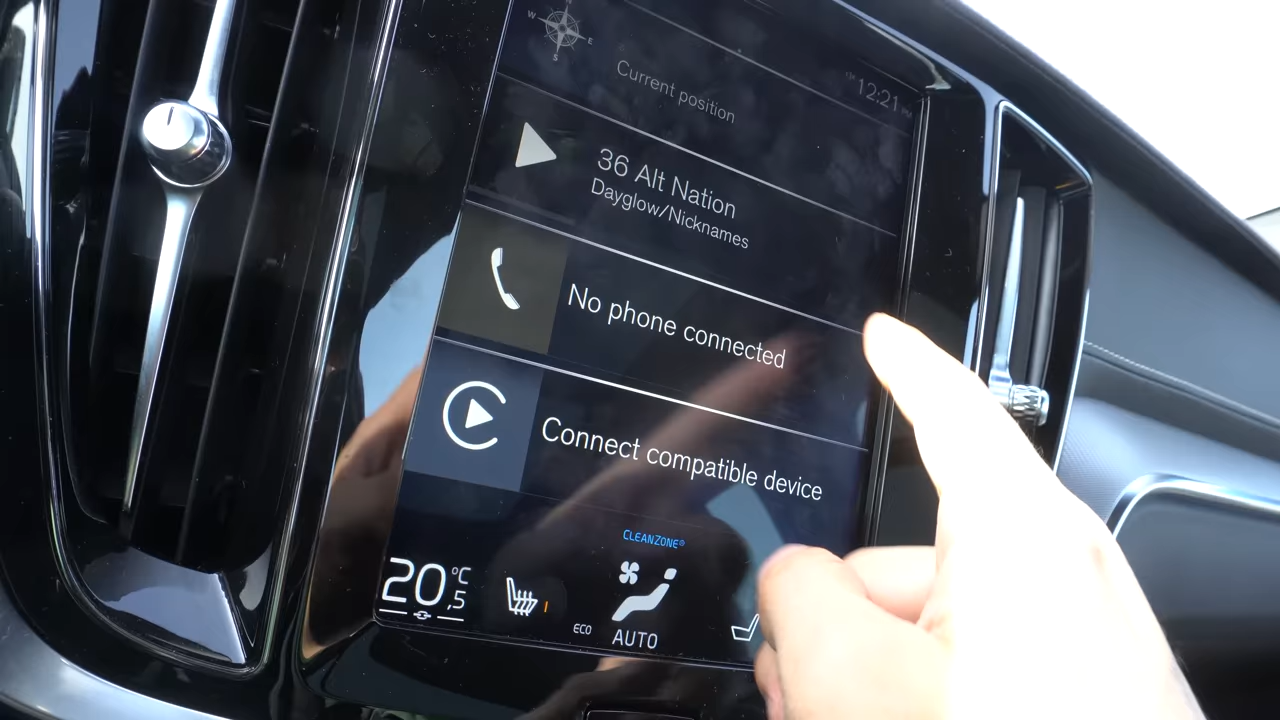 W E
S
Current position
12:21
36 Alt Nation
Dayglow/Nicknames
No phone connected
Connect compatible device
CLEANZONE®
20,5 °C
ECO
AUTO